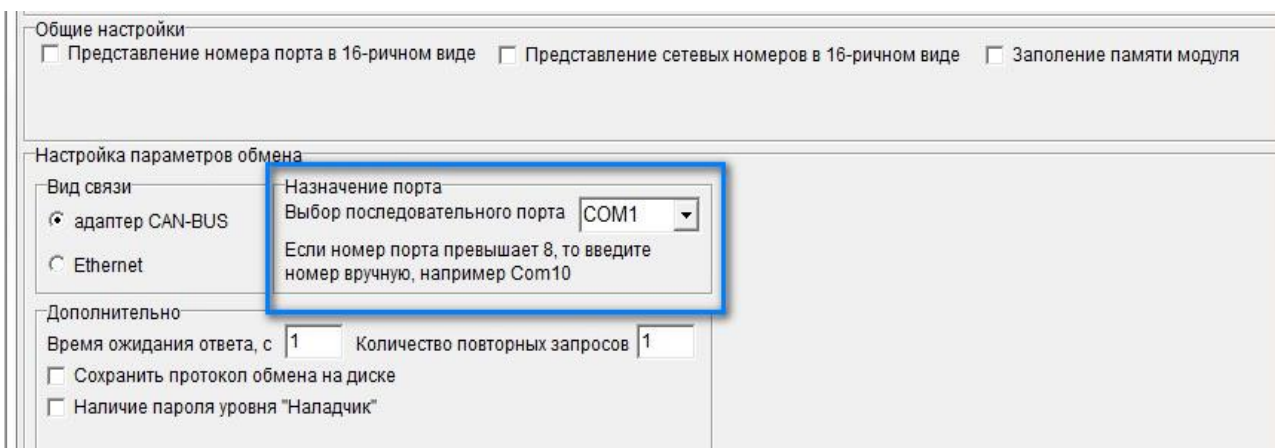 Общие настройки
Представление номера порта в 16-ричном виде Представление сетевых номеров в 16-ричном виде Заполение памяти модуля
Настройка параметров обмена
Вид связи
адаптер CAN-BUS
Ethernet
Назначение порта
Выбор последовательного порта COM1
Если номер порта превышает 8, то введите
номер вручную, например Com10
Дополнительно
Время ожидания ответа, с 1 Количество повторных запросов 1
Сохранить протокол обмена на диске
Наличие пароля уровня "Наладчик"